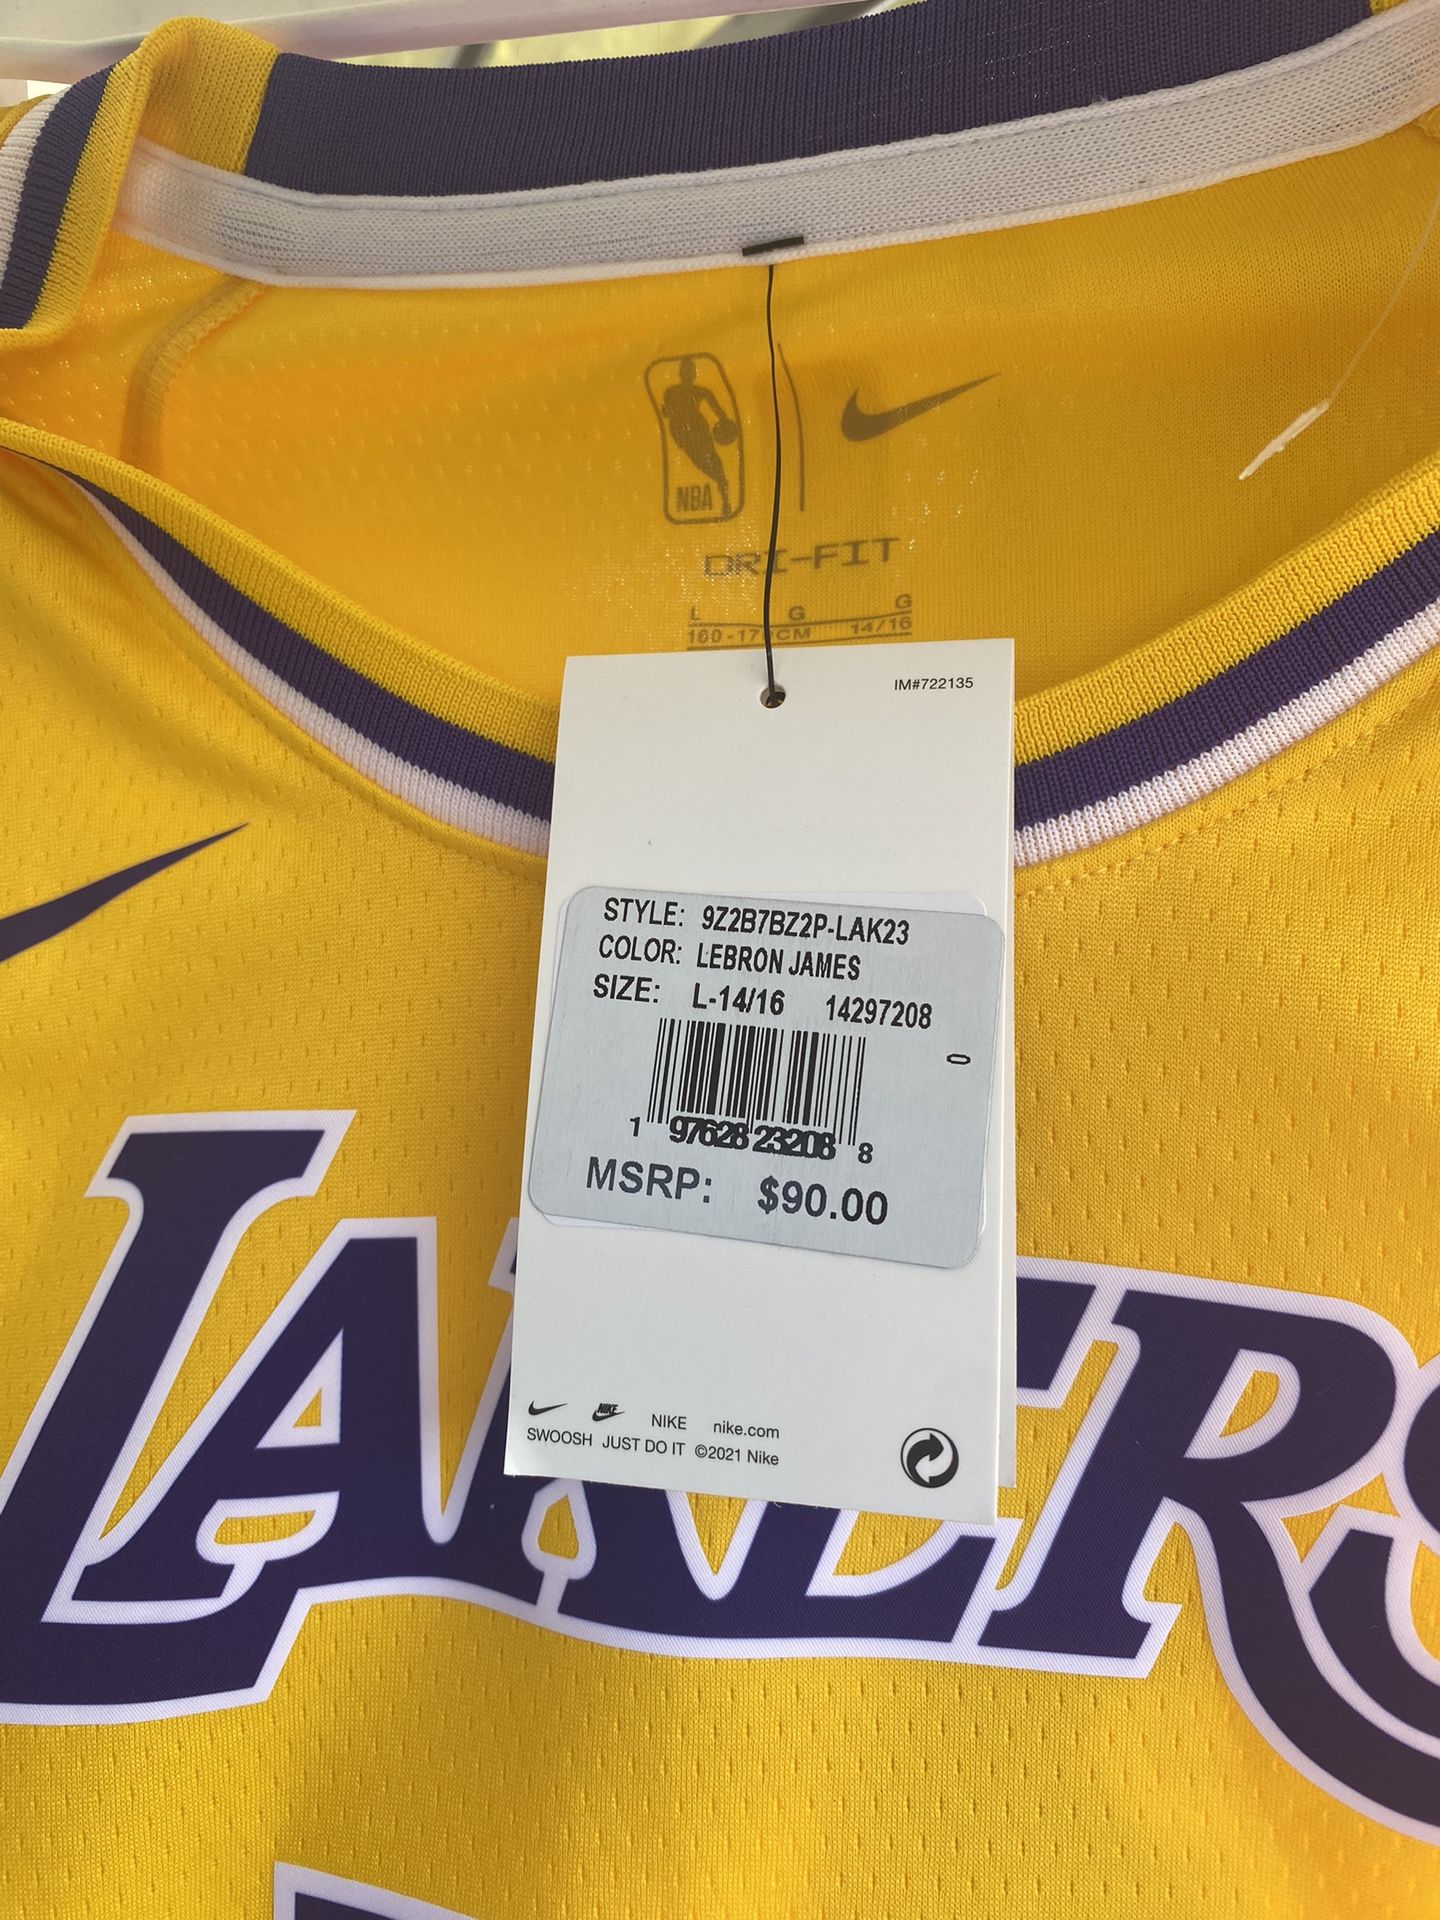 NBA
DRI-FIT
L G G
160-17 CM 14/16
IM#722135
STYLE: 9Z2B7BZ2P-LAK23
COLOR: LEBRON JAMES
SIZE: L-14/16 14297208
0
1 97628 23208 8
MSRP: $90.00
NIKE NIKE nike.com
SWOOSH JUST DO IT ©2021 Nike
LAKERS